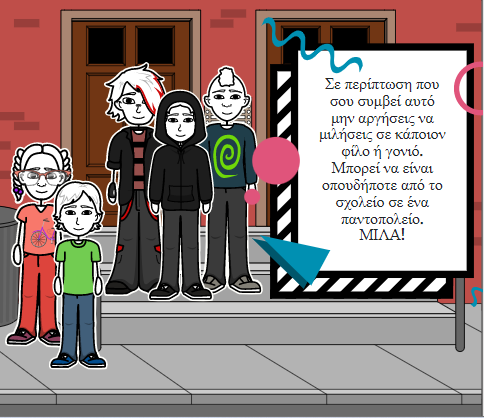 Σε περίπτωση που
σου συμβεί αυτό
μην αργήσεις να
μιλήσεις σε κάποιον
φίλο ή γονιό.
Μπορεί να είναι
οπουδήποτε από το
σχολείο σε ένα
παντοπολείο.
ΜΙΛΑ!